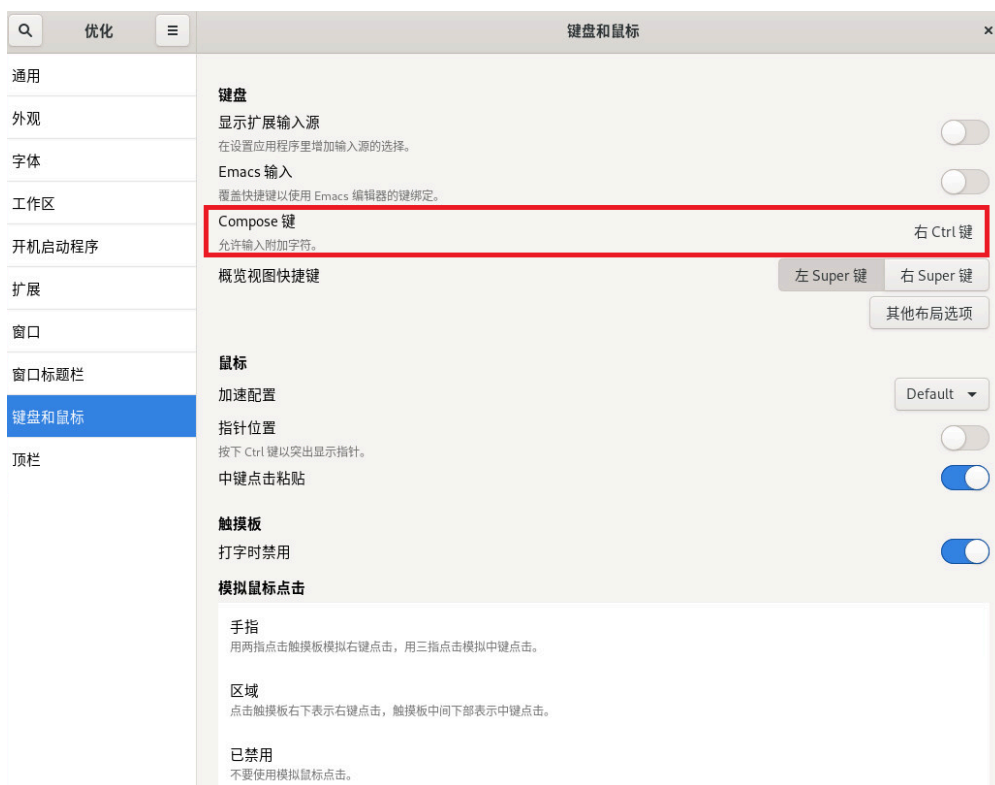 优化
键盘和鼠标
通用
外观
字体
工作区
开机启动程序
扩展
窗口
窗口标题栏
键盘和鼠标
顶栏
键盘
显示扩展输入源
在设置应用程序里增加输入源的选择。
Emacs 输入
覆盖快捷键以使用 Emacs 编辑器的键绑定。
Compose 键
允许输入附加字符。
右 Ctrl 键
概览视图快捷键
左 Super 键
右 Super 键
其他布局选项
鼠标
加速配置
Default
指针位置
按下 Ctrl 键以突出显示指针。
中键点击粘贴
触摸板
打字时禁用
模拟鼠标点击
手指
用两指点击触摸板模拟右键点击，用三指点击模拟中键点击。
区域
点击触摸板右下表示右键点击，触摸板中间下部表示中键点击。
已禁用
不要使用模拟鼠标点击。